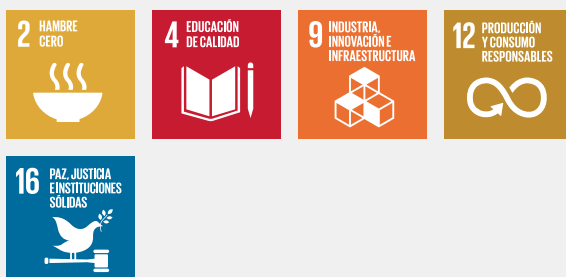 2 HAMBRE
CERO
4 EDUCACIÓN
DE CALIDAD
9 INDUSTRIA,
INNOVACIÓN E
INFRAESTRUCTURA
12 PRODUCCIÓN
Y CONSUMO
RESPONSABLES
16 PAZ, JUSTICIA
E INSTITUCIONES
SÓLIDAS